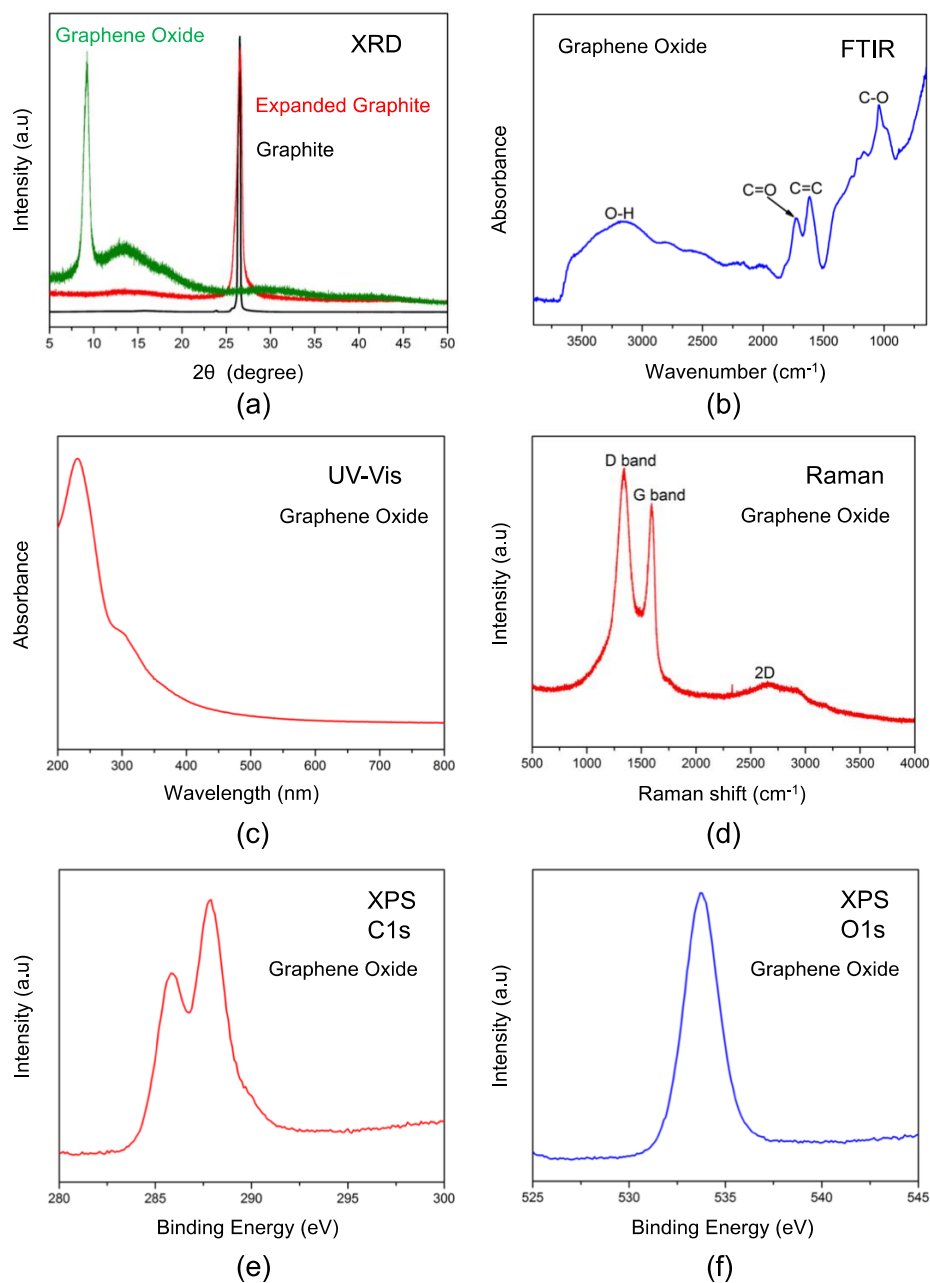 Graphene Oxide
XRD
Expanded Graphite
Graphite
Intensity (a.u)
5 10 15 20 25 30 35 40 45 50
2θ (degree)
(a)
Graphene Oxide
FTIR
C-O
C=O
C=C
O-H
Absorbance
3500 3000 2500 2000 1500 1000
Wavenumber (cm-1)
(b)
UV-Vis
Graphene Oxide
Absorbance
200 300 400 500 600 700 800
Wavelength (nm)
(c)
D band
G band
Raman
Graphene Oxide
2D
Intensity (a.u)
500 1000 1500 2000 2500 3000 3500 4000
Raman shift (cm-1)
(d)
XPS
C1s
Graphene Oxide
Intensity (a.u)
280 285 290 295 300
Binding Energy (eV)
(e)
XPS
O1s
Graphene Oxide
Intensity (a.u)
525 530 535 540 545
Binding Energy (eV)
(f)